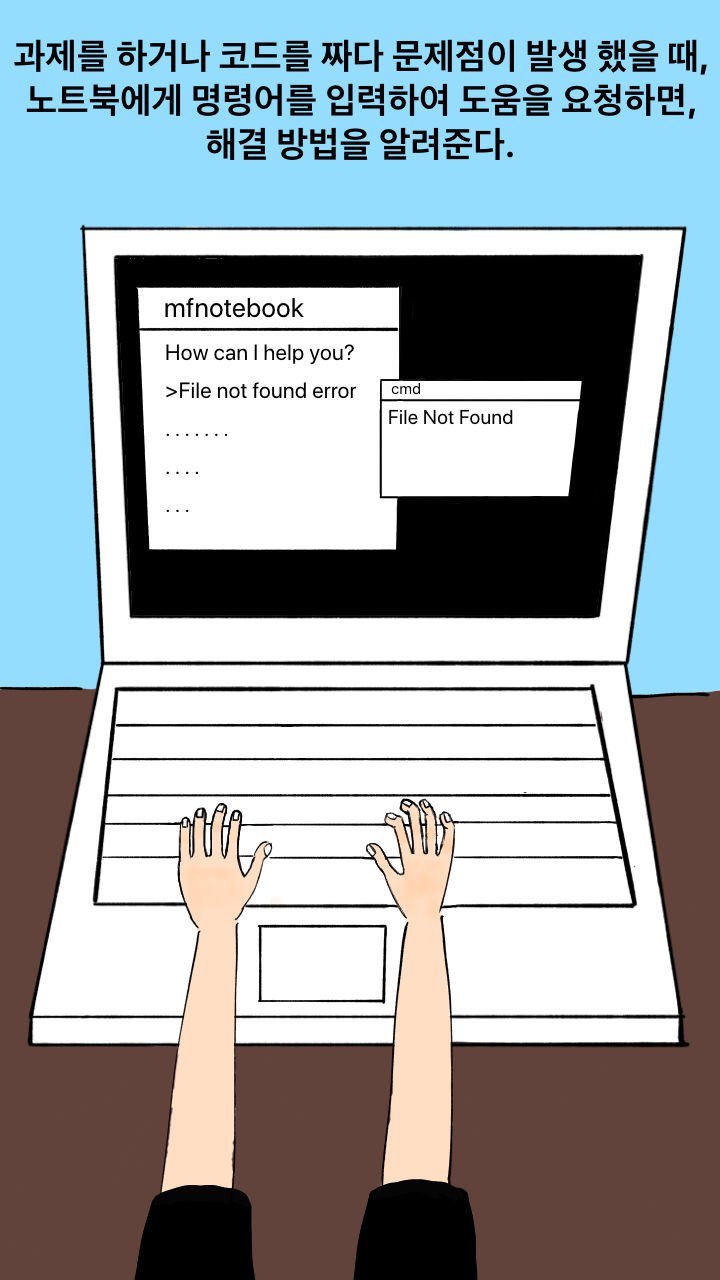 과제를 하거나 코드를 짜다 문제점이 발생 했을 때,
노트북에게 명령어를 입력하여 도움을 요청하면,
해결 방법을 알려준다.
mfnotebook
How can I help you?
>File not found error
. . . . . . .
. . . .
. . .
cmd
File Not Found